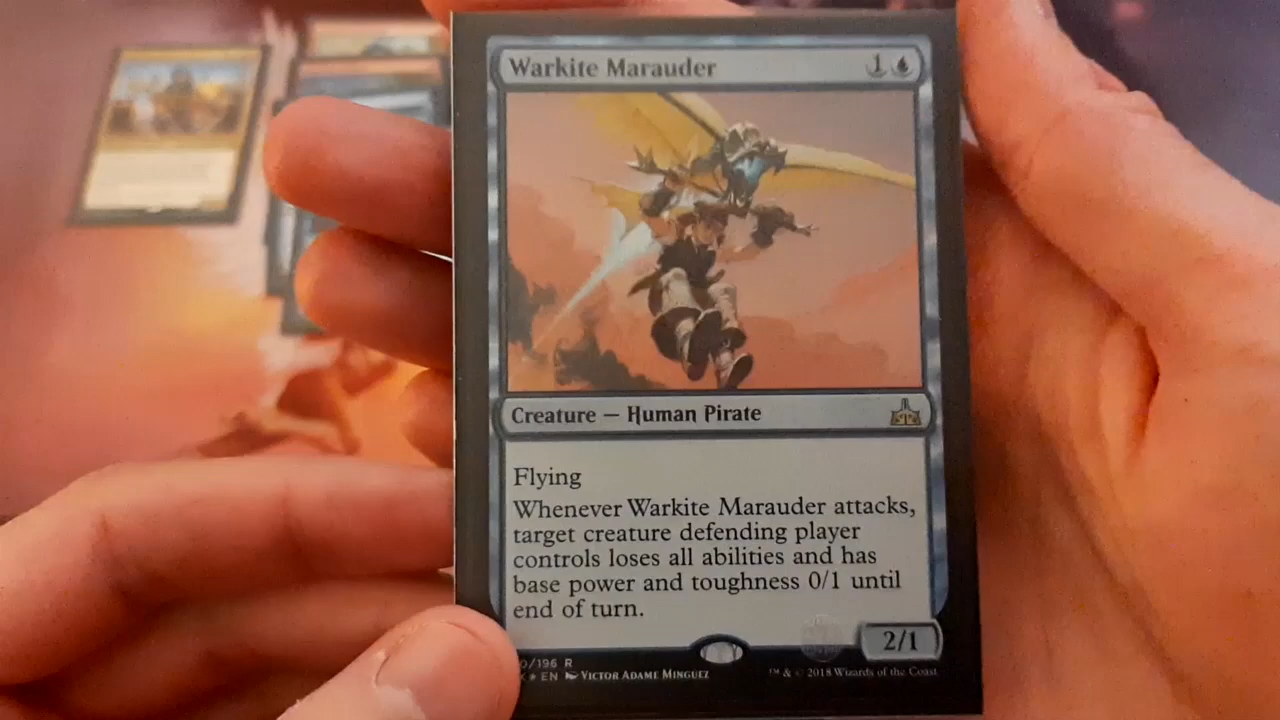 Warkite Marauder 1
Creature — Human Pirate
Flying
Whenever Warkite Marauder attacks,
target creature defending player
controls loses all abilities and has
base power and toughness 0/1 until
end of turn.
2/1
0/196 R
EN VICTOR ADAME MINGUEZ
™ & © 2018 Wizards of the Coast